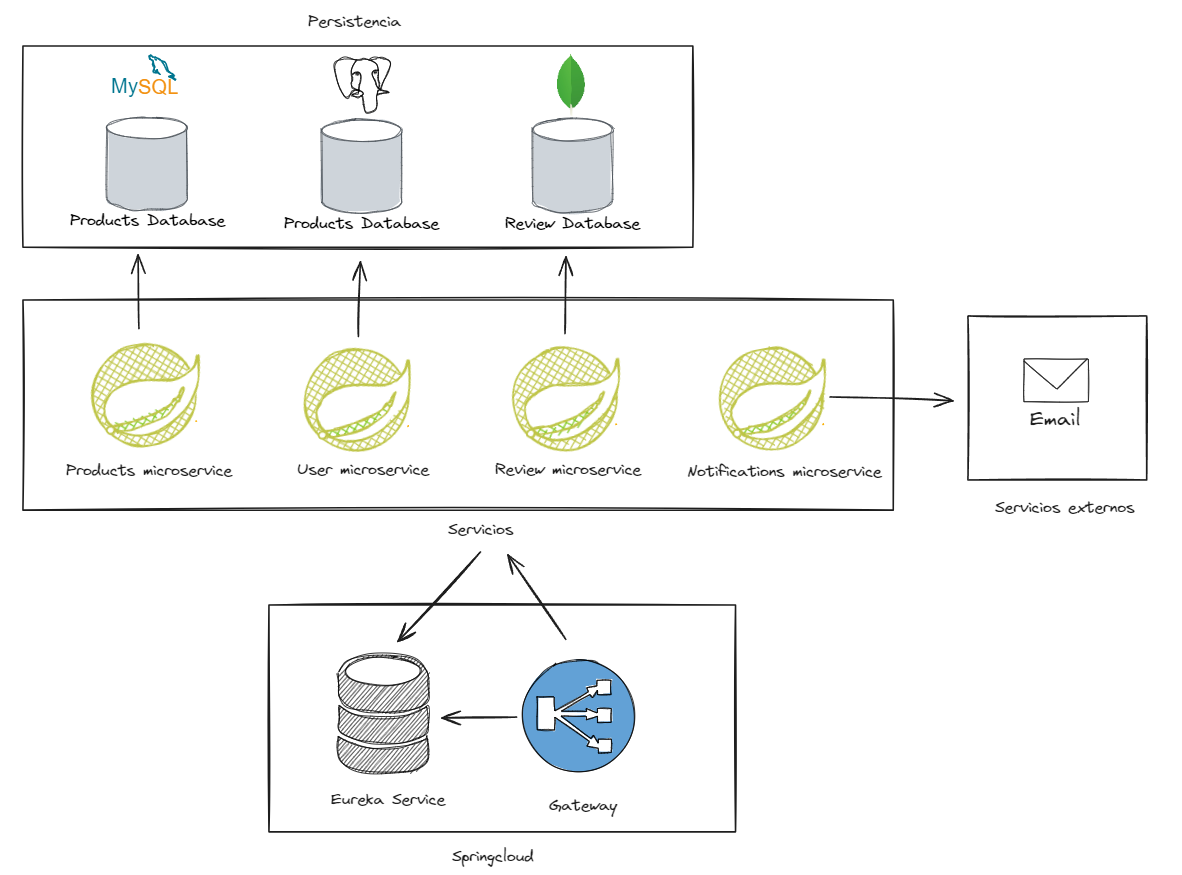 Persistencia
MySQL
Products Database
Products Database
Review Database
Products microservice
User microservice
Review microservice
Notifications microservice
Email
Servicios externos
Servicios
Eureka Service
Gateway
Springcloud